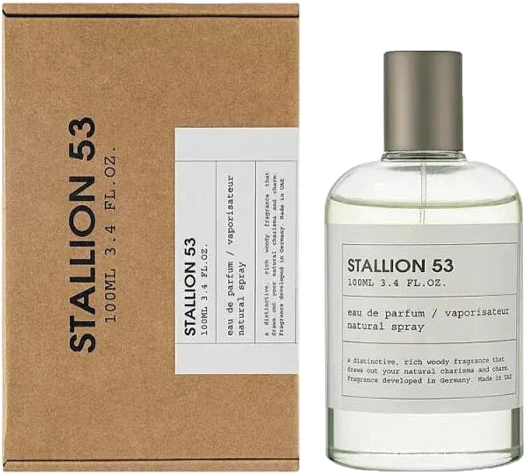 STALLION 53
100ML 3.4 FL.OZ.
STALLION 53
100ML 3.4 FL.OZ.
eau de parfum / vaporisateur
natural spray
a distinctive, rich woody fragrance that
draws out your natural charisma and charm.
Fragrance developed in Germany. Made in UAE
STALLION 53
100ML 3.4 FL.OZ.
eau de parfum / vaporisateur
natural spray
a distinctive, rich woody fragrance that
draws out your natural charisma and charm.
Fragrance developed in Germany. Made in UAE